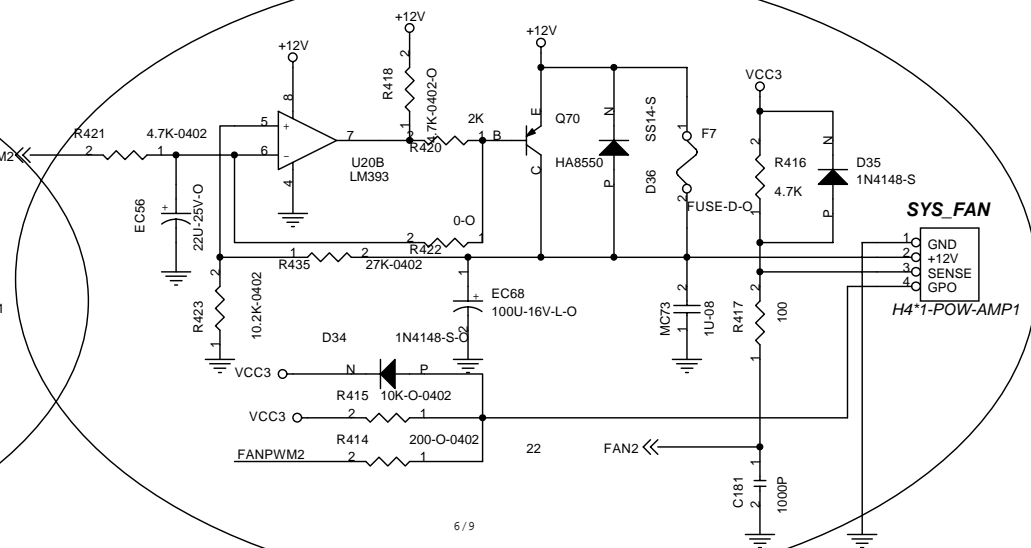 +12V
+12V
+12V
R418
2
1
4.7K-0402-O
8
5
+
6
-
7
4
U20B
LM393
R421
4.7K-0402
2
1
EC56
+
22U-25V-O
2K
2
1
R420
B
E
C
Q70
HA8550
N
P
SS14-S
D36
F7
1
2
FUSE-D-O
VCC3
2
R416
4.7K
1
N
P
D35
1N4148-S
0-O
2
1
R422
1
2
R435
27K-0402
2
R423
1
10.2K-0402
1
+
2
EC68
100U-16V-L-O
MC73
2
1
1U-08
R417
2
1
100
SYS_FAN
1
GND
2
+12V
3
SENSE
4
GPO
H4*1-POW-AMP1
D34
1N4148-S-O
VCC3
N
P
R415
10K-O-0402
VCC3
2
1
R414
200-O-0402
FANPWM2
2
1
22
FAN2
C181
1
2
1000P
6/9